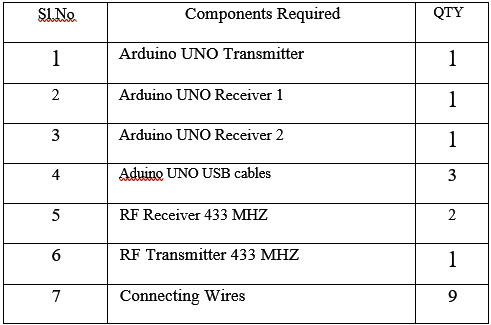 Sl.No Components Required QTY
1 Arduino UNO Transmitter 1
2 Arduino UNO Receiver 1 1
3 Arduino UNO Receiver 2 1
4 Aduino UNO USB cables 3
5 RF Receiver 433 MHZ 2
6 RF Transmitter 433 MHZ 1
7 Connecting Wires 9